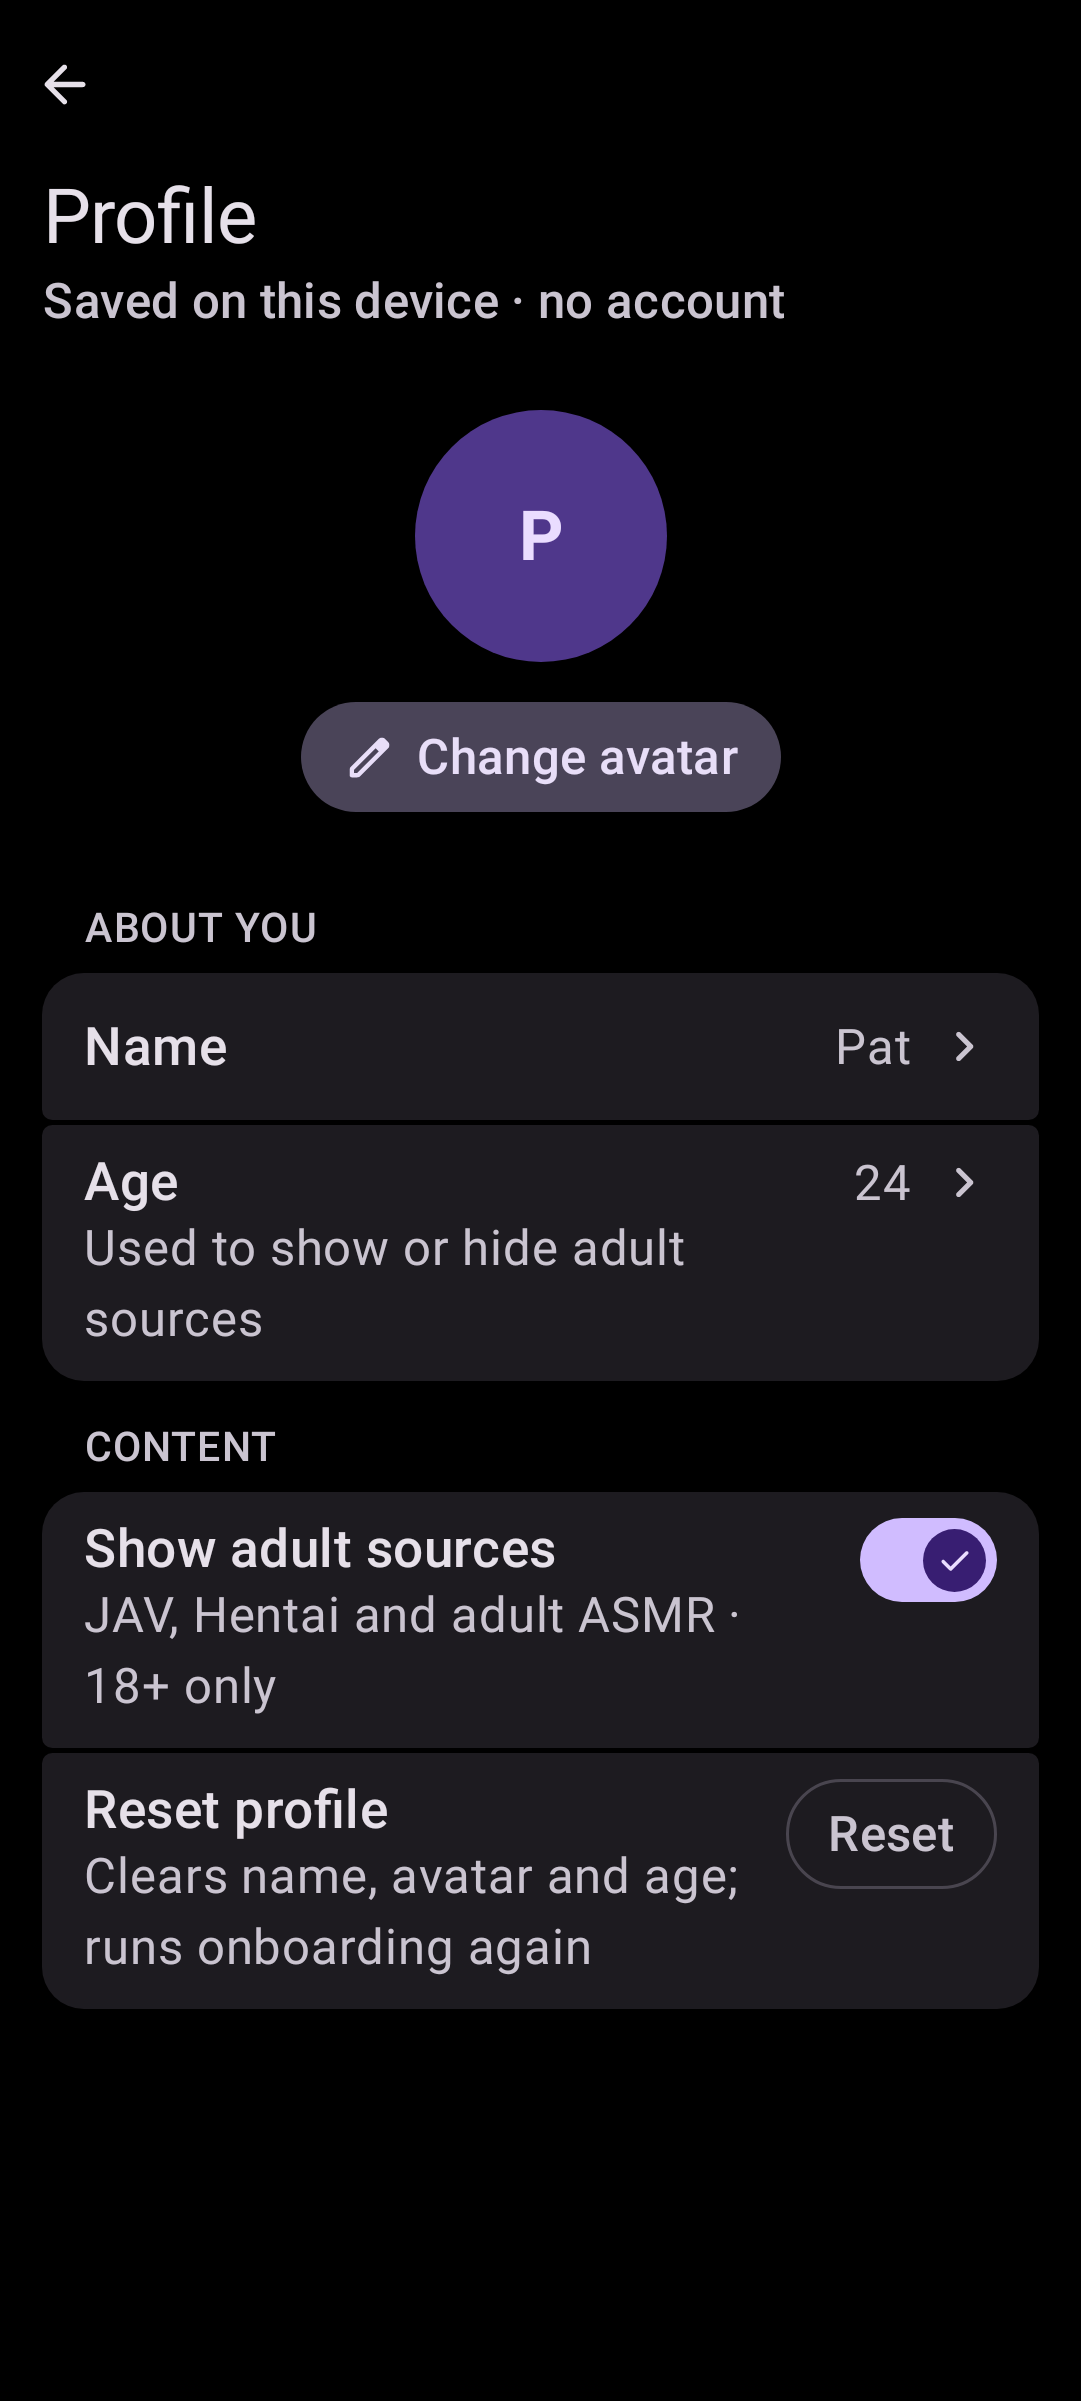 Profile
Saved on this device · no account
P
Change avatar
ABOUT YOU
Name
Pat
Age
24
Used to show or hide adult
sources
CONTENT
Show adult sources
JAV, Hentai and adult ASMR ·
18+ only
Reset profile
Reset
Clears name, avatar and age;
runs onboarding again